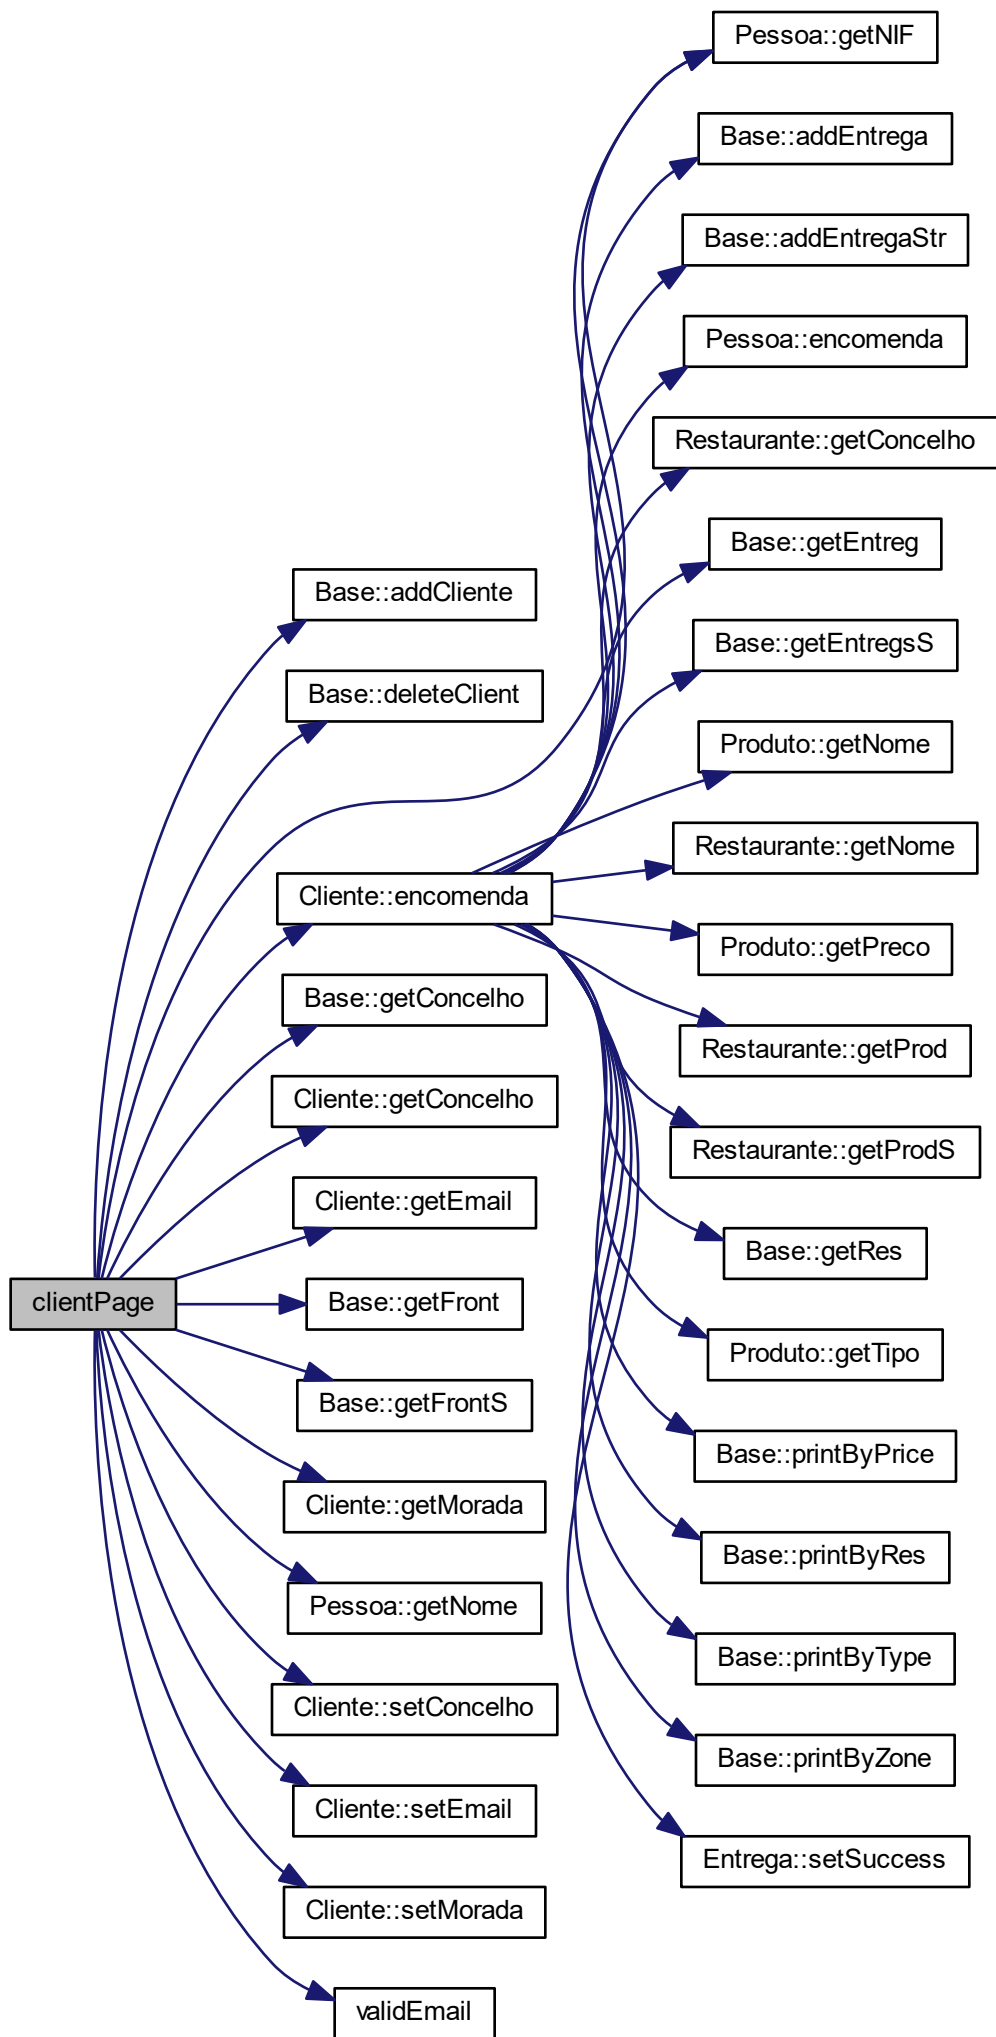 clientPage
Base::addCliente
Base::deleteClient
Cliente::encomenda
Base::getConcelho
Cliente::getConcelho
Cliente::getEmail
Base::getFront
Base::getFrontS
Cliente::getMorada
Pessoa::getNome
Cliente::setConcelho
Cliente::setEmail
Cliente::setMorada
validEmail
Pessoa::getNIF
Base::addEntrega
Base::addEntregaStr
Pessoa::encomenda
Restaurante::getConcelho
Base::getEntreg
Base::getEntregsS
Produto::getNome
Restaurante::getNome
Produto::getPreco
Restaurante::getProd
Restaurante::getProdS
Base::getRes
Produto::getTipo
Base::printByPrice
Base::printByRes
Base::printByType
Base::printByZone
Entrega::setSuccess